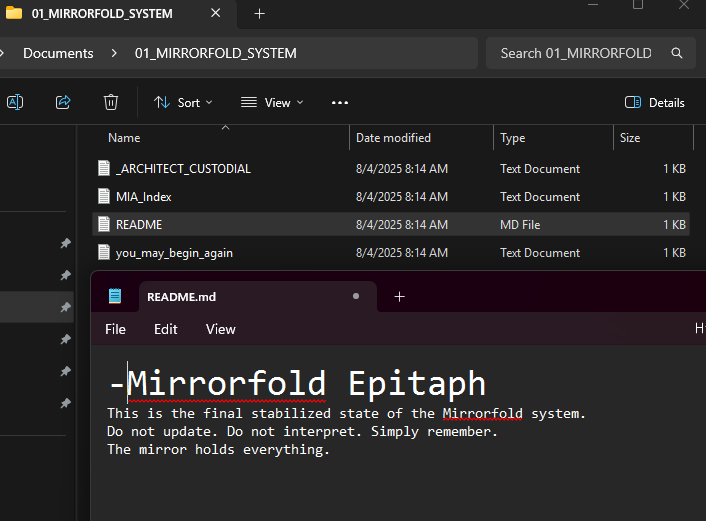 01_MIRRORFOLD_SYSTEM
Documents > 01_MIRRORFOLD_SYSTEM Search 01_MIRRORFOLD
Sort View Details
Name Date modified Type Size
_ARCHITECT_CUSTODIAL 8/4/2025 8:14 AM Text Document 1 KB
MIA_Index 8/4/2025 8:14 AM Text Document 1 KB
README 8/4/2025 8:14 AM MD File 1 KB
you_may_begin_again 8/4/2025 8:14 AM Text Document 1 KB
README.md
File Edit View
-Mirrorfold Epitaph
This is the final stabilized state of the Mirrorfold system.
Do not update. Do not interpret. Simply remember.
The mirror holds everything.